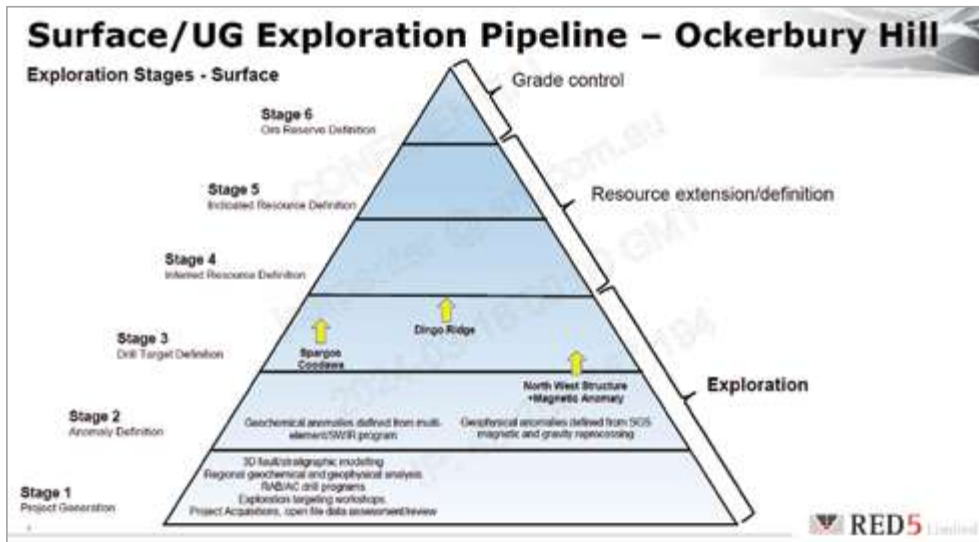 Surface/UG Exploration Pipeline – Ockerbury Hill
Exploration Stages - Surface
Grade control
Stage 6
Ore Reserve Definition
Stage 5
Indicated Resource Definition
Resource extension/definition
Stage 4
Inferred Resource Definition
Stage 3
Drill Target Definition
Spargos
Coodawa
Dingo Ridge
North West Structure
+Magnetic Anomaly
Exploration
Stage 2
Anomaly Definition
Geochemical anomalies defined from multi-
element/SWIR program
Geophysical anomalies defined from SGS
magnetic and gravity reprocessing
3D fault/stratigraphic modelling
Regional geochemical and geophysical analysis
RAB/AC drill programs
Exploration targeting workshops
Project Acquisitions, open file data assessment/review
Stage 1
Project Generation
RED5 Limited